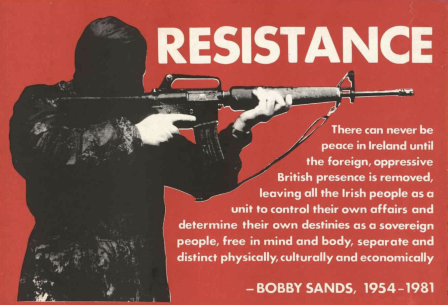 RESISTANCE
There can never be
peace in Ireland until
the foreign, oppressive
British presence is removed,
leaving all the Irish people as a
unit to control their own affairs and
determine their own destinies as a sovereign
people, free in mind and body, separate and
distinct physically, culturally and economically
– BOBBY SANDS, 1954–1981